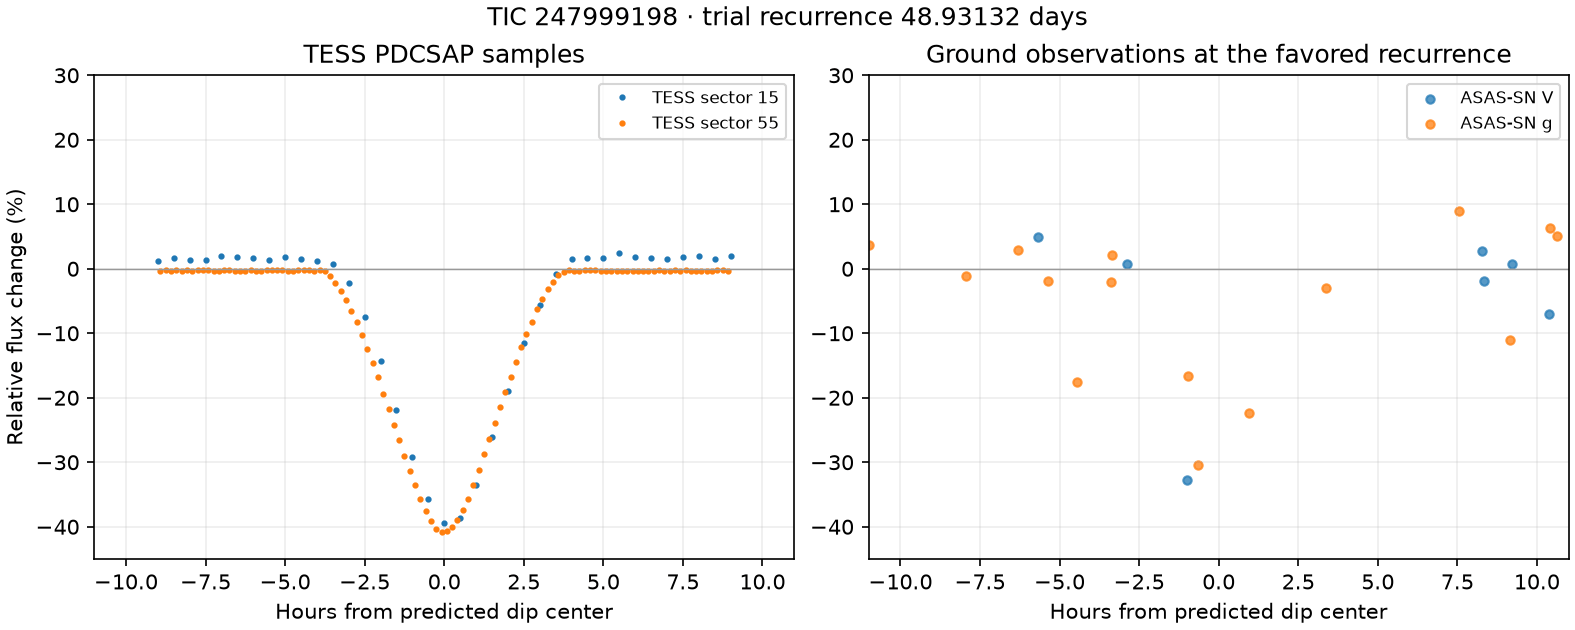 TIC 247999198 · trial recurrence 48.93132 days
TESS PDCSAP samples
Relative flux change (%)
30
20
10
0
−10
−20
−30
−40
TESS sector 15
TESS sector 55
−10.0 −7.5 −5.0 −2.5 0.0 2.5 5.0 7.5 10.0
Hours from predicted dip center
Ground observations at the favored recurrence
30
20
10
0
−10
−20
−30
−40
ASAS-SN V
ASAS-SN g
−10.0 −7.5 −5.0 −2.5 0.0 2.5 5.0 7.5 10.0
Hours from predicted dip center